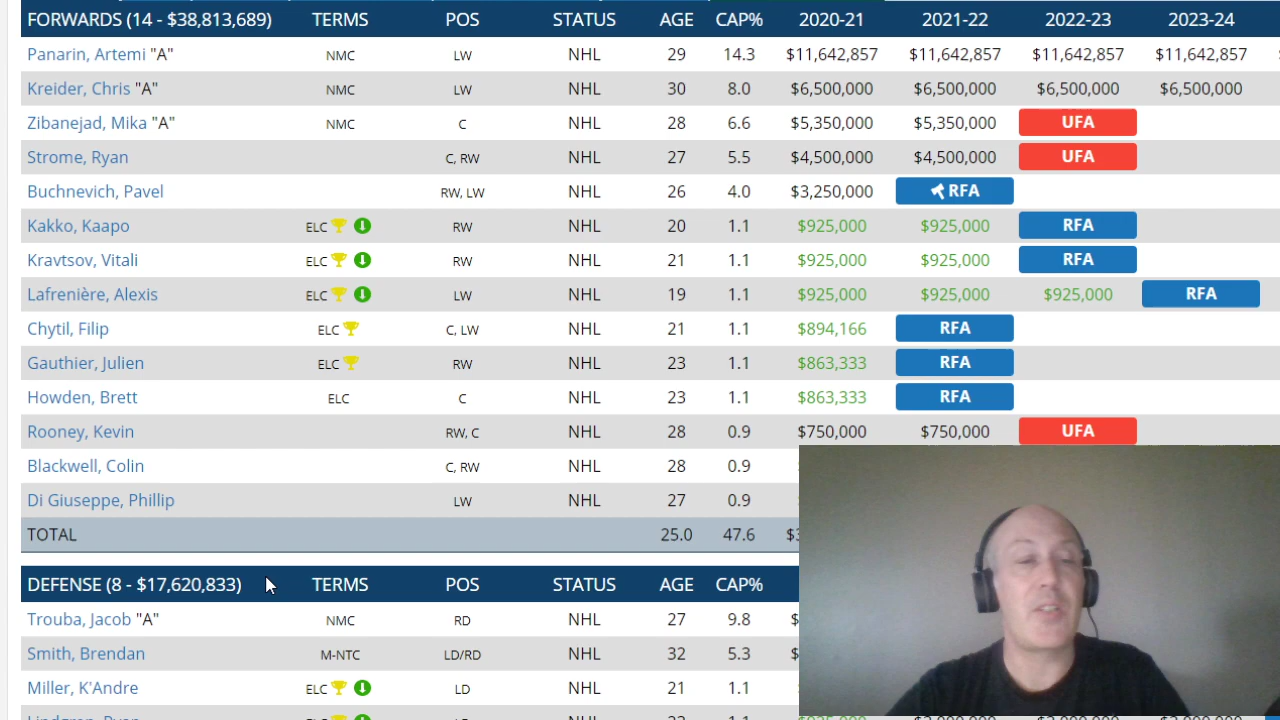 FORWARDS (14 - $38,813,689) TERMS POS STATUS AGE CAP% 2020-21 2021-22 2022-23 2023-24
Panarin, Artemi "A" NMC LW NHL 29 14.3 $11,642,857 $11,642,857 $11,642,857 $11,642,857
Kreider, Chris "A" NMC LW NHL 30 8.0 $6,500,000 $6,500,000 $6,500,000 $6,500,000
Zibanejad, Mika "A" NMC C NHL 28 6.6 $5,350,000 $5,350,000 UFA
Strome, Ryan C, RW NHL 27 5.5 $4,500,000 $4,500,000 UFA
Buchnevich, Pavel RW, LW NHL 26 4.0 $3,250,000 RFA
Kakko, Kaapo ELC RW NHL 20 1.1 $925,000 $925,000 RFA
Kravtsov, Vitali ELC RW NHL 21 1.1 $925,000 $925,000 RFA
Lafrenière, Alexis ELC LW NHL 19 1.1 $925,000 $925,000 $925,000 RFA
Chytil, Filip ELC C, LW NHL 21 1.1 $894,166 RFA
Gauthier, Julien ELC RW NHL 23 1.1 $863,333 RFA
Howden, Brett ELC C NHL 23 1.1 $863,333 RFA
Rooney, Kevin RW, C NHL 28 0.9 $750,000 $750,000 UFA
Blackwell, Colin C, RW NHL 28 0.9
Di Giuseppe, Phillip LW NHL 27 0.9
TOTAL 25.0 47.6
DEFENSE (8 - $17,620,833) TERMS POS STATUS AGE CAP%
Trouba, Jacob "A" NMC RD NHL 27 9.8
Smith, Brendan M-NTC LD/RD NHL 32 5.3
Miller, K'Andre ELC LD NHL 21 1.1